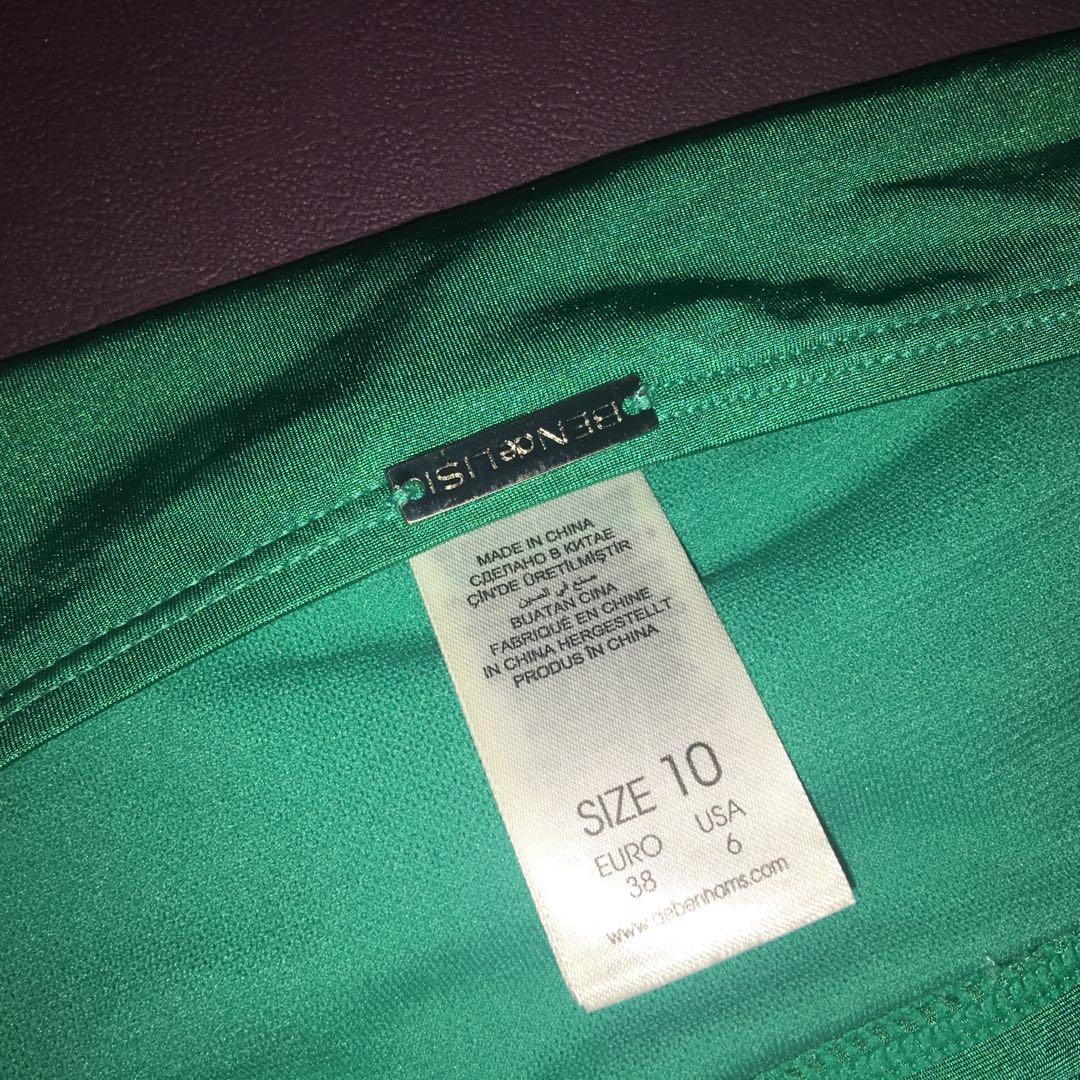 BEN de LISI
MADE IN CHINA
СДЕЛАНО В КИТАЕ
ÇİN'DE ÜRETİLMİŞTİR
صنع في الصين
BUATAN CINA
FABRIQUÉ EN CHINE
IN CHINA HERGESTELLT
PRODUS ÎN CHINA
SIZE 10
EURO USA
38 6
www.debenhams.com